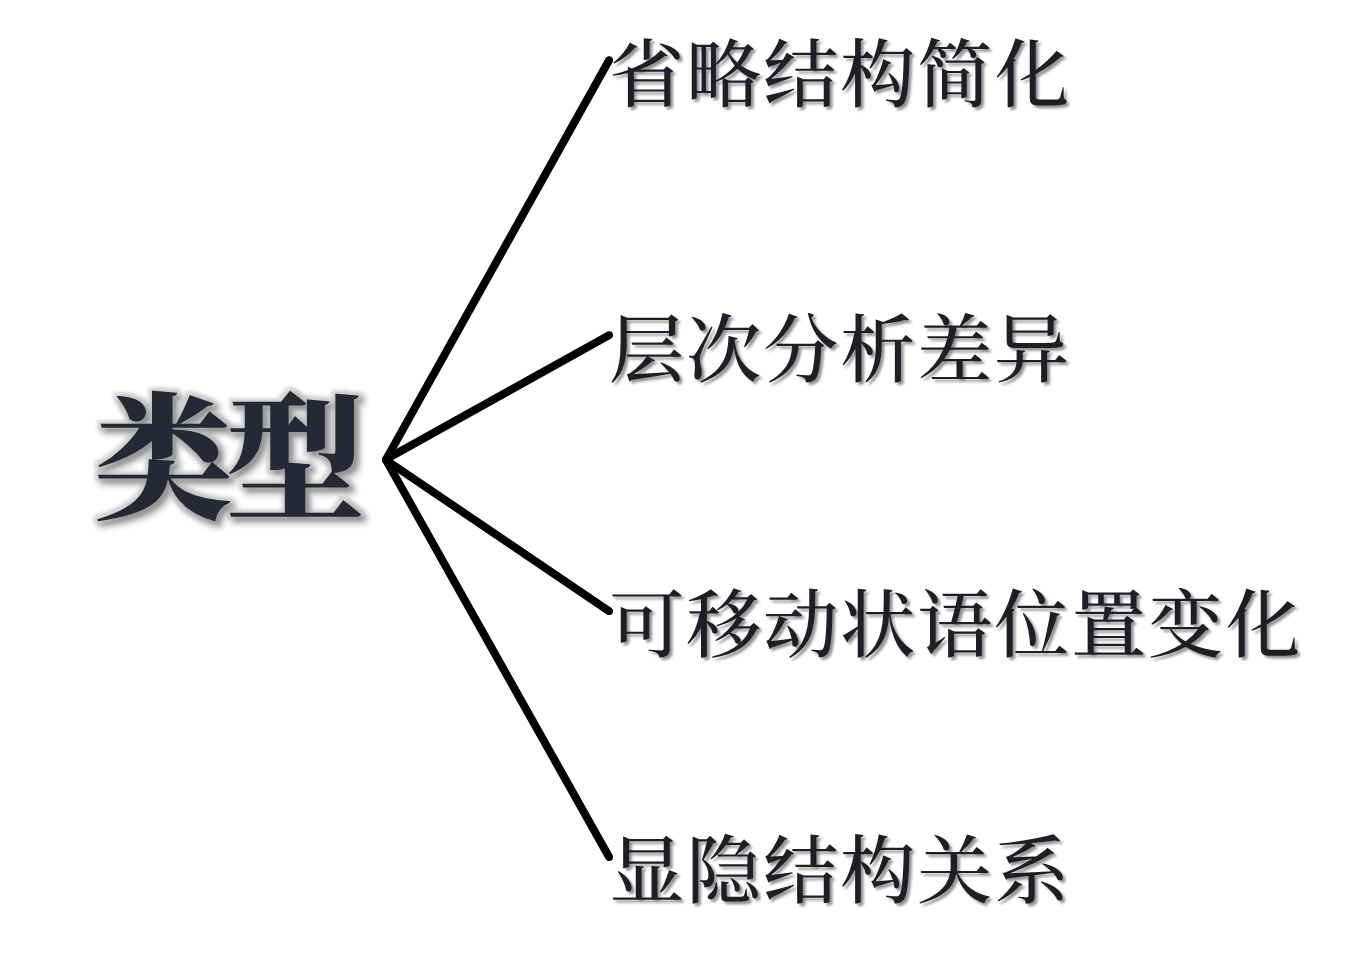 省略结构简化
层次分析差异
类型
可移动状语位置变化
显隐结构关系